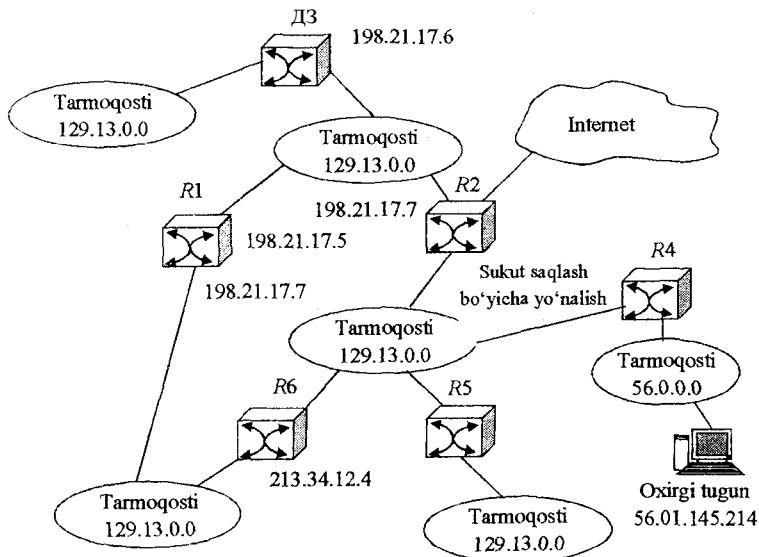 ДЗ
198.21.17.6
Tarmoqosti
129.13.0.0
Tarmoqosti
129.13.0.0
Internet
R1
198.21.17.7
R2
198.21.17.5
198.21.17.7
Sukut saqlash
bo‘yicha yo‘nalish
R4
Tarmoqosti
129.13.0.0
Tarmoqosti
56.0.0.0
R6
R5
213.34.12.4
Tarmoqosti
129.13.0.0
Tarmoqosti
129.13.0.0
Oxirgi tugun
56.01.145.214